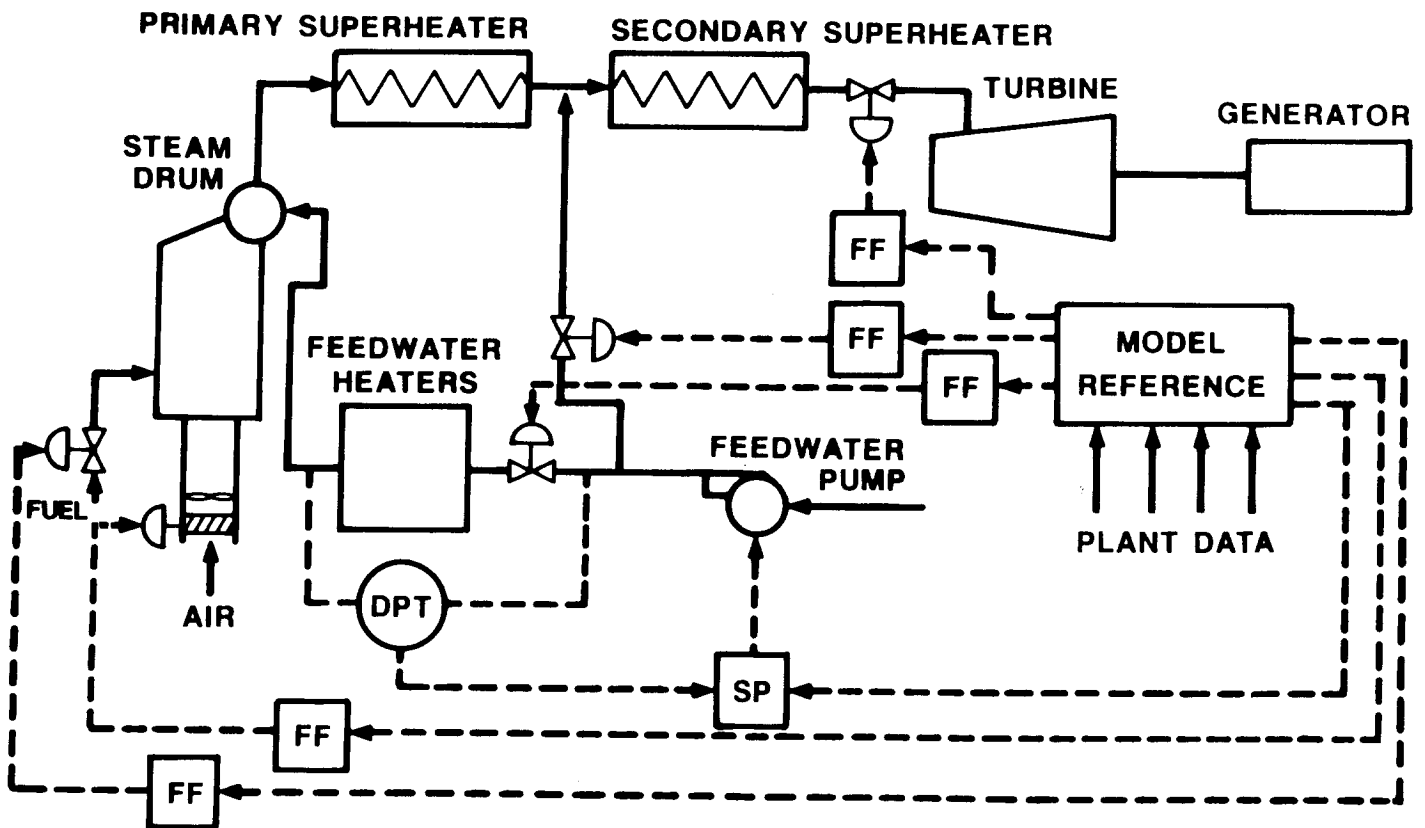 PRIMARY SUPERHEATER
SECONDARY SUPERHEATER
TURBINE
GENERATOR
STEAM
DRUM
FF
FF
FF
MODEL
REFERENCE
FEEDWATER
HEATERS
FEEDWATER
PUMP
FUEL
PLANT DATA
AIR
DPT
SP
FF
FF